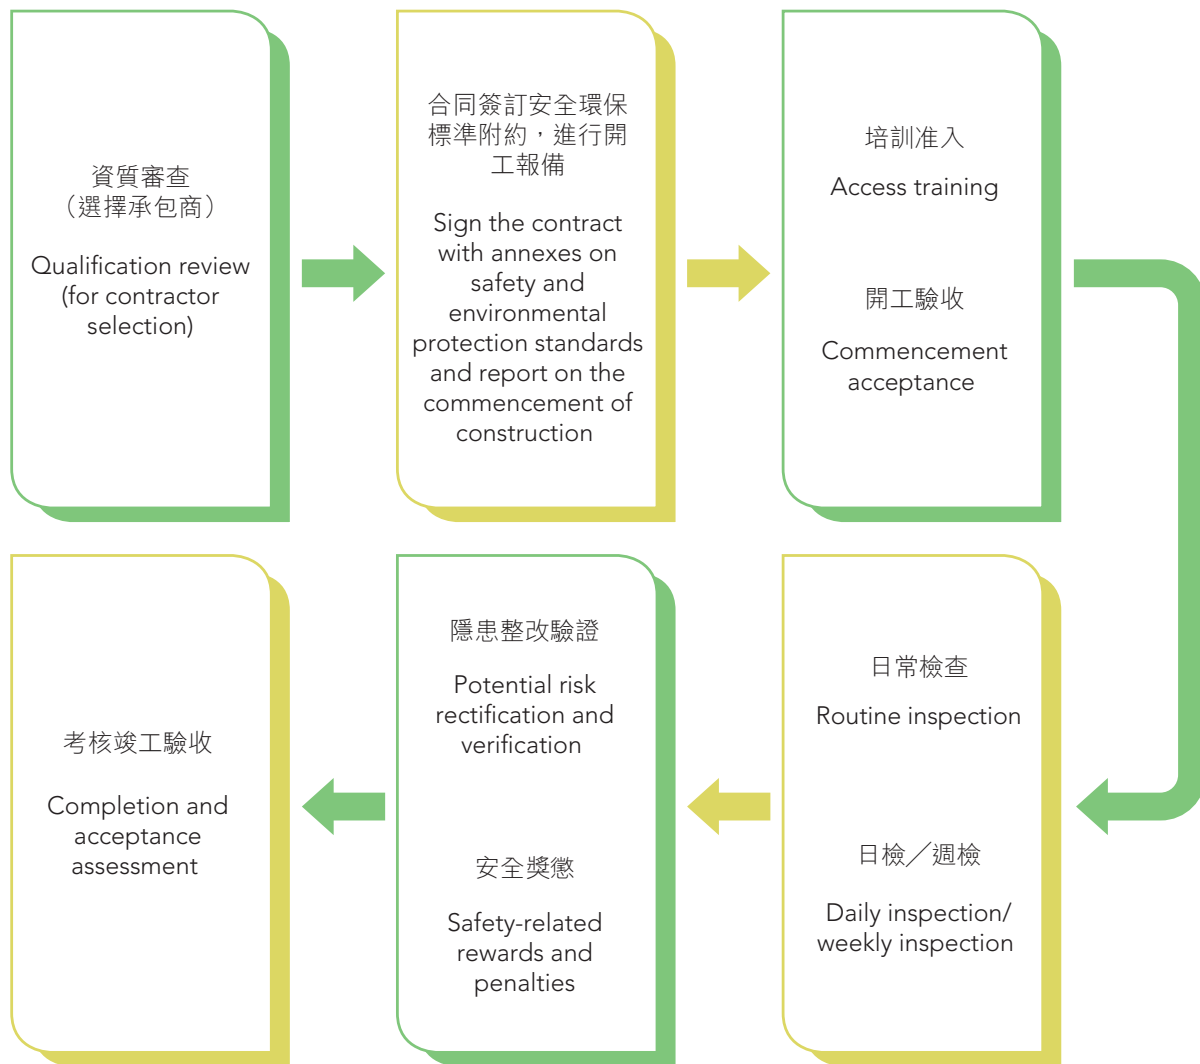 資質審查
（選擇承包商）
Qualification review
(for contractor
selection)
合同簽訂安全環保
標準附約，進行開
工報備
Sign the contract
with annexes on
safety and
environmental
protection standards
and report on the
commencement of
construction
培訓准入
Access training
開工驗收
Commencement
acceptance
日常檢查
Routine inspection
日檢╱週檢
Daily inspection/
weekly inspection
隱患整改驗證
Potential risk
rectification and
verification
安全獎懲
Safety-related
rewards and
penalties
考核竣工驗收
Completion and
acceptance
assessment